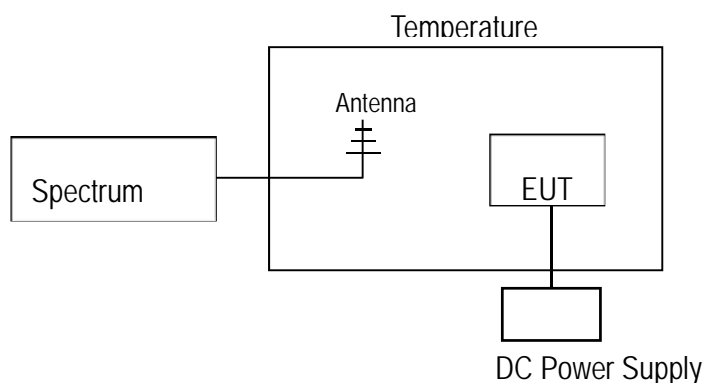 Temperature
Antenna
Spectrum
EUT
DC Power Supply